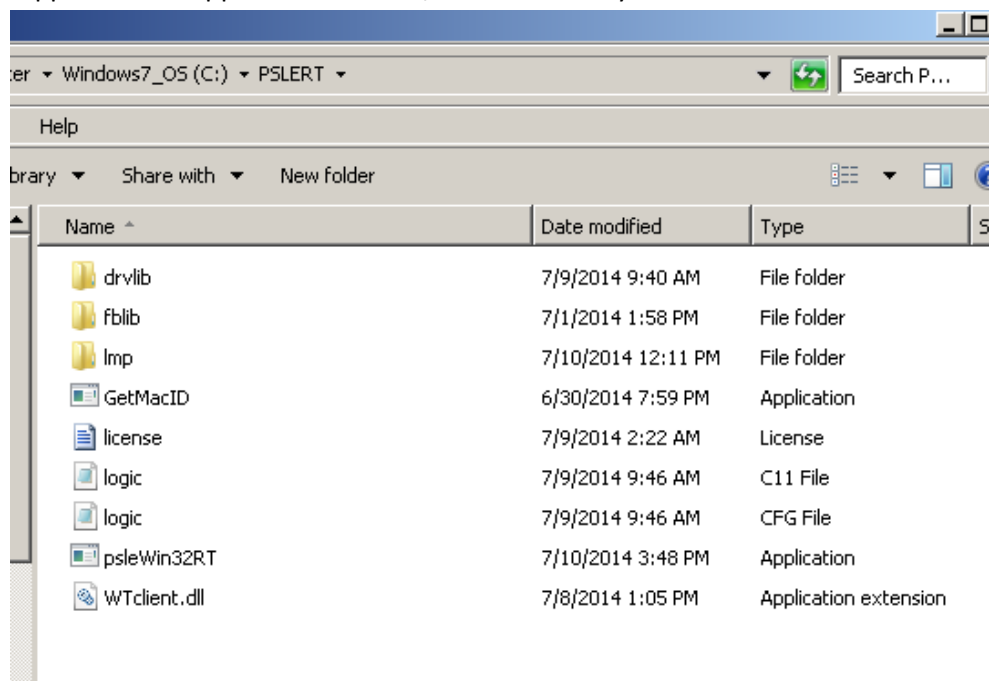 ter ▾ Windows7_OS (C:) ▾ PSLERT ▾ Search P...
Help
brary ▾ Share with ▾ New folder
Name Date modified Type S
drvlib 7/9/2014 9:40 AM File folder
fblib 7/1/2014 1:58 PM File folder
lmp 7/10/2014 12:11 PM File folder
GetMacID 6/30/2014 7:59 PM Application
license 7/9/2014 2:22 AM License
logic 7/9/2014 9:46 AM C11 File
logic 7/9/2014 9:46 AM CFG File
psleWin32RT 7/10/2014 3:48 PM Application
WTclient.dll 7/8/2014 1:05 PM Application extension